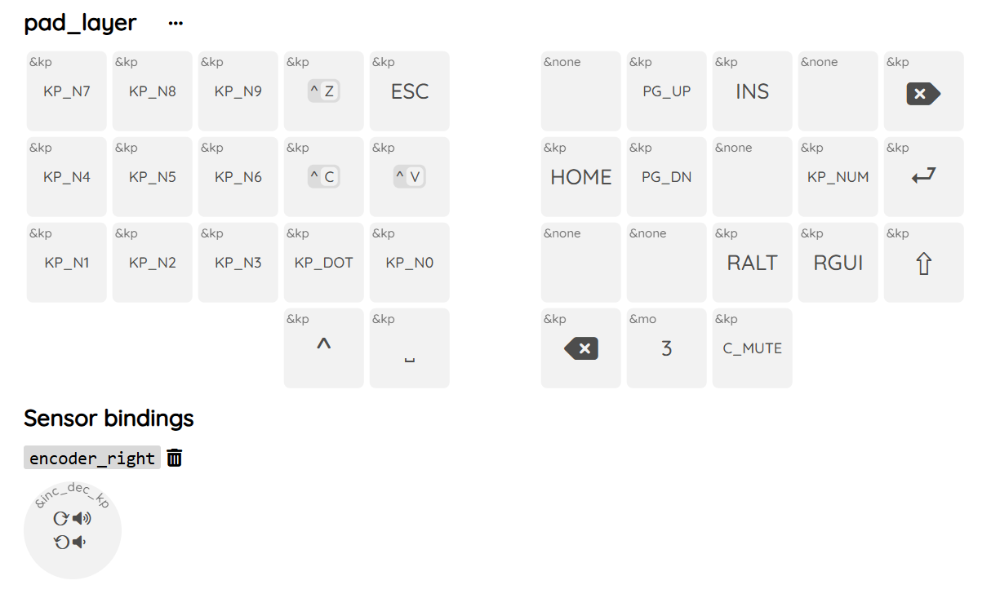 pad_layer ...
&kp &kp &kp &kp &kp &none &kp &kp &none &kp
KP_N7 KP_N8 KP_N9 ^ Z ESC PG_UP INS
&kp &kp &kp &kp &kp &kp &kp &none &kp &kp
KP_N4 KP_N5 KP_N6 ^ C ^ V HOME PG_DN KP_NUM
&kp &kp &kp &kp &kp &none &none &kp &kp &kp
KP_N1 KP_N2 KP_N3 KP_DOT KP_N0 RALT RGUI
&kp &kp &kp &mo &kp
^ 3 C_MUTE
Sensor bindings
encoder_right
&inc_dec_kp